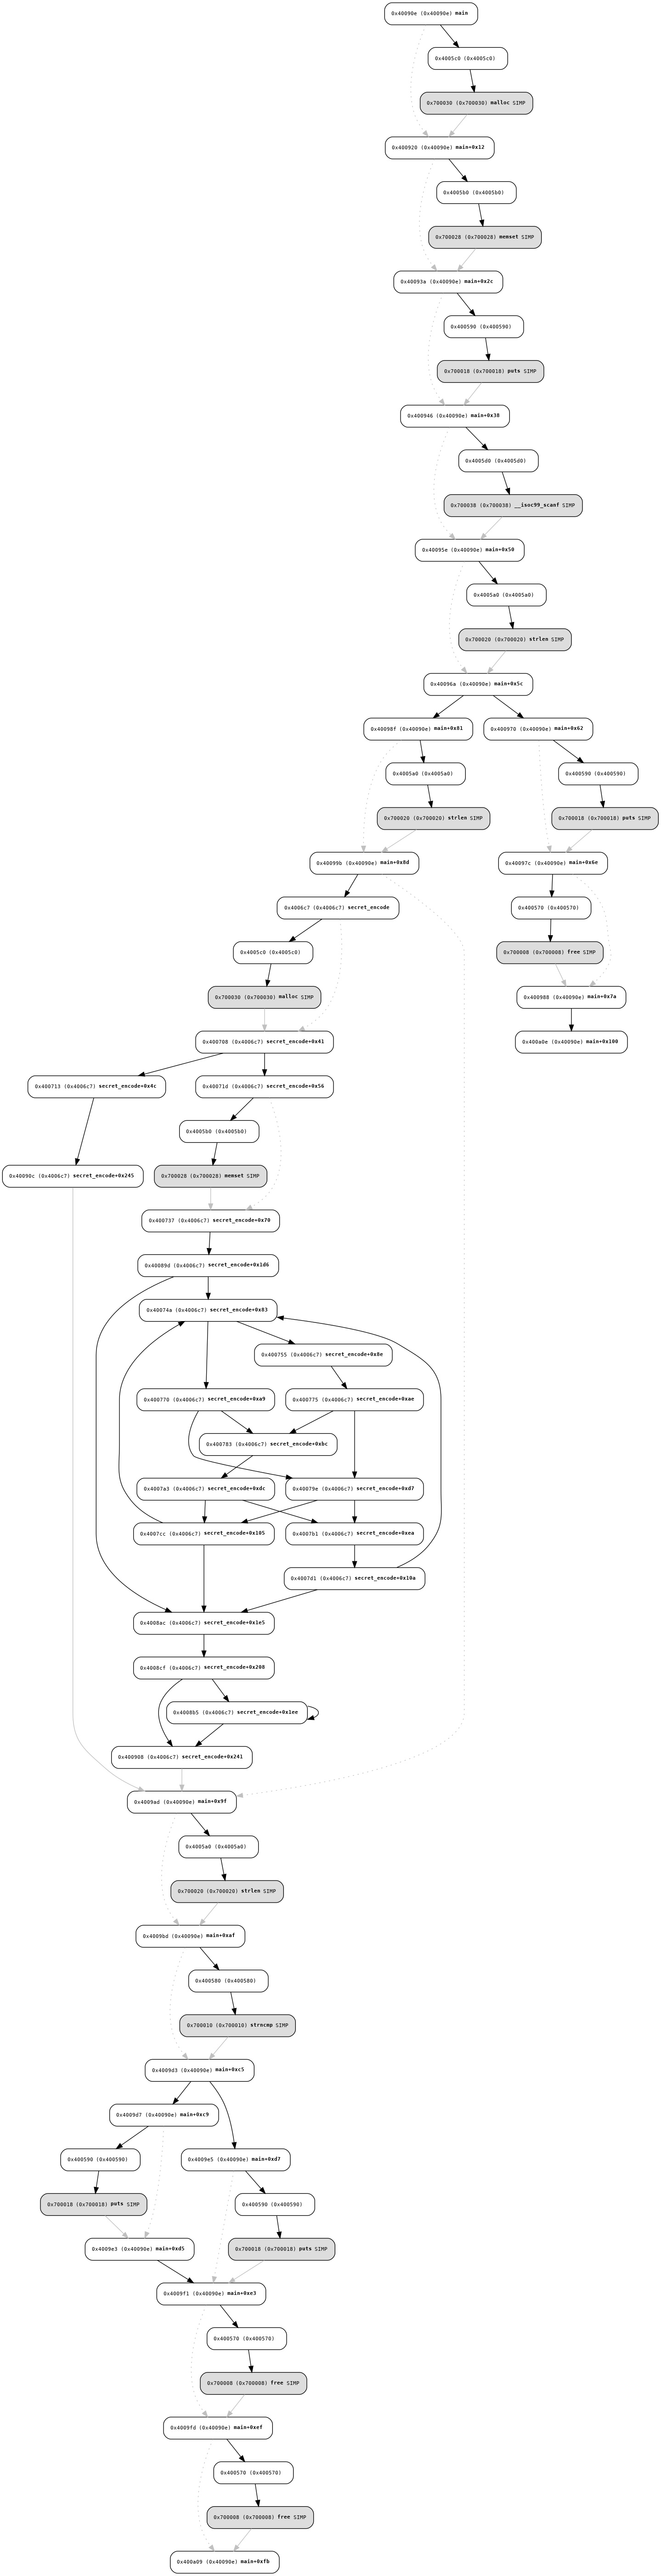 0x40090e (0x40090e) main
0x4005c0 (0x4005c0)
0x700030 (0x700030) malloc SIMP
0x400920 (0x40090e) main+0x12
0x4005b0 (0x4005b0)
0x700028 (0x700028) memset SIMP
0x40093a (0x40090e) main+0x2c
0x400590 (0x400590)
0x700018 (0x700018) puts SIMP
0x400946 (0x40090e) main+0x38
0x4005d0 (0x4005d0)
0x700038 (0x700038) __isoc99_scanf SIMP
0x40095e (0x40090e) main+0x50
0x4005a0 (0x4005a0)
0x700020 (0x700020) strlen SIMP
0x40096a (0x40090e) main+0x5c
0x40098f (0x40090e) main+0x81
0x400970 (0x40090e) main+0x62
0x4005a0 (0x4005a0)
0x400590 (0x400590)
0x700020 (0x700020) strlen SIMP
0x700018 (0x700018) puts SIMP
0x40099b (0x40090e) main+0x8d
0x40097c (0x40090e) main+0x6e
0x4006c7 (0x4006c7) secret_encode
0x400570 (0x400570)
0x4005c0 (0x4005c0)
0x700008 (0x700008) free SIMP
0x700030 (0x700030) malloc SIMP
0x400988 (0x40090e) main+0x7a
0x400708 (0x4006c7) secret_encode+0x41
0x400a0e (0x40090e) main+0x100
0x400713 (0x4006c7) secret_encode+0x4c
0x40071d (0x4006c7) secret_encode+0x56
0x4005b0 (0x4005b0)
0x40090c (0x4006c7) secret_encode+0x245
0x700028 (0x700028) memset SIMP
0x400737 (0x4006c7) secret_encode+0x70
0x40089d (0x4006c7) secret_encode+0x1d6
0x40074a (0x4006c7) secret_encode+0x83
0x400755 (0x4006c7) secret_encode+0x8e
0x400770 (0x4006c7) secret_encode+0xa9
0x400775 (0x4006c7) secret_encode+0xae
0x400783 (0x4006c7) secret_encode+0xbc
0x4007a3 (0x4006c7) secret_encode+0xdc
0x40079e (0x4006c7) secret_encode+0xd7
0x4007cc (0x4006c7) secret_encode+0x105
0x4007b1 (0x4006c7) secret_encode+0xea
0x4007d1 (0x4006c7) secret_encode+0x10a
0x4008ac (0x4006c7) secret_encode+0x1e5
0x4008cf (0x4006c7) secret_encode+0x208
0x4008b5 (0x4006c7) secret_encode+0x1ee
0x400908 (0x4006c7) secret_encode+0x241
0x4009ad (0x40090e) main+0x9f
0x4005a0 (0x4005a0)
0x700020 (0x700020) strlen SIMP
0x4009bd (0x40090e) main+0xaf
0x400580 (0x400580)
0x700010 (0x700010) strncmp SIMP
0x4009d3 (0x40090e) main+0xc5
0x4009d7 (0x40090e) main+0xc9
0x400590 (0x400590)
0x4009e5 (0x40090e) main+0xd7
0x700018 (0x700018) puts SIMP
0x400590 (0x400590)
0x4009e3 (0x40090e) main+0xd5
0x700018 (0x700018) puts SIMP
0x4009f1 (0x40090e) main+0xe3
0x400570 (0x400570)
0x700008 (0x700008) free SIMP
0x4009fd (0x40090e) main+0xef
0x400570 (0x400570)
0x700008 (0x700008) free SIMP
0x400a09 (0x40090e) main+0xfb